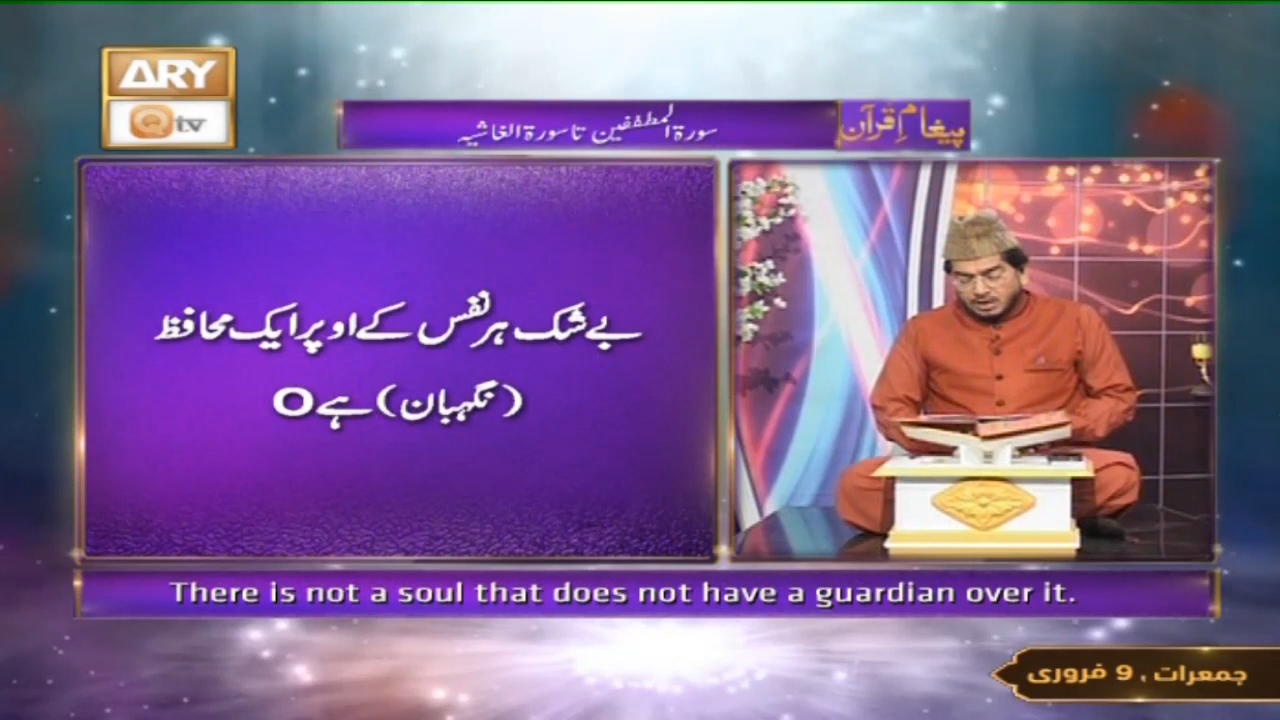 ARY
Qtv
پیغامِ قرآن
سورۃ المطففین تا سورۃ الغاشیہ
بے شک ہر نفس کے اوپر ایک محافظ
(نگہبان) ہے O
There is not a soul that does not have a guardian over it.
جمعرات , 9 فروری